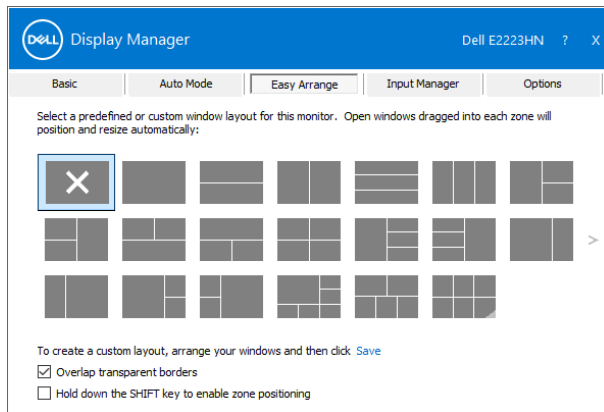 DELL Display Manager Dell E2223HN ? X
Basic Auto Mode Easy Arrange Input Manager Options
Select a predefined or custom window layout for this monitor. Open windows dragged into each zone will
position and resize automatically:
>
To create a custom layout, arrange your windows and then click Save
Overlap transparent borders
Hold down the SHIFT key to enable zone positioning